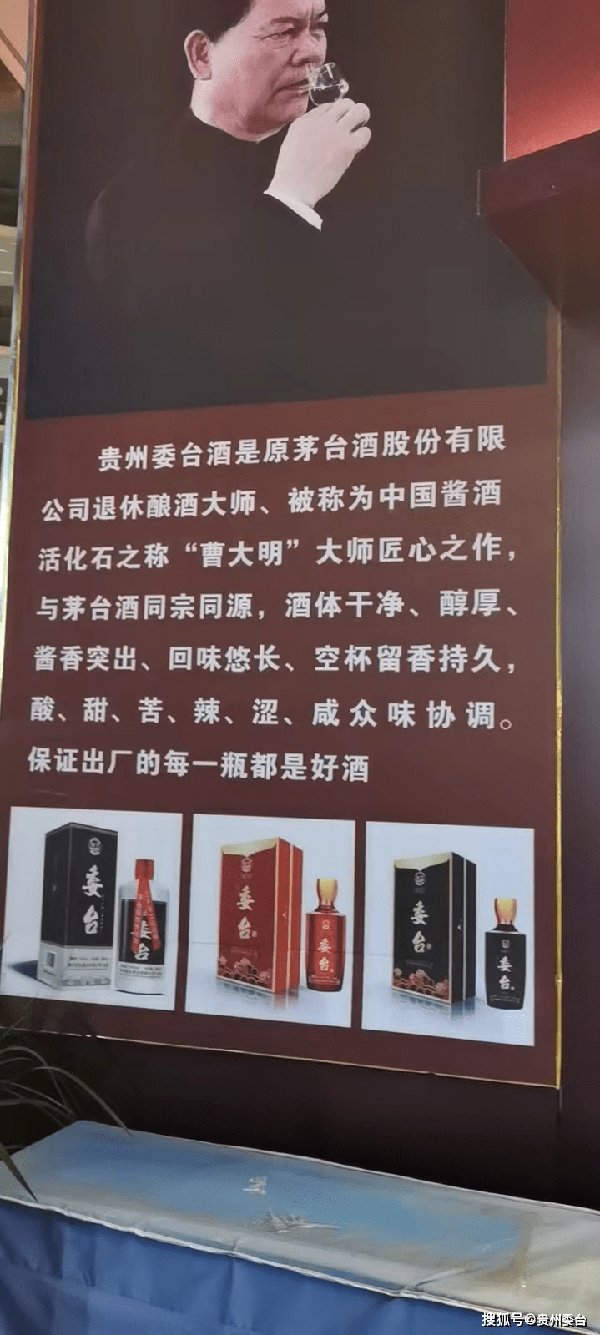 贵州委台酒是原茅台酒股份有限
公司退休酿酒大师、被称为中国酱酒
活化石之称“曹大明”大师匠心之作，
与茅台酒同宗同源，酒体干净、醇厚、
酱香突出、回味悠长、空杯留香持久，
酸、甜、苦、辣、涩、咸众味协调。
保证出厂的每一瓶都是好酒
委台
委台
委台
委台
委台
委台
搜狐号@贵州委台